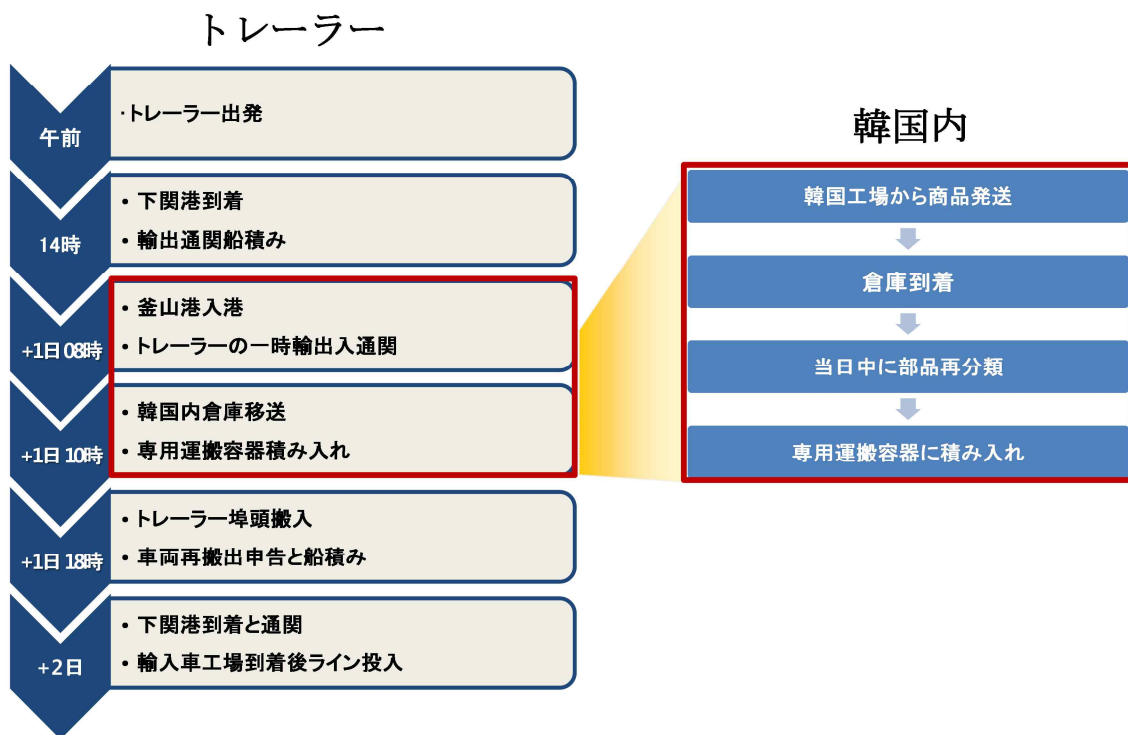 トレーラー
午前
・トレーラー出発
14時
• 下関港到着
• 輸出通関船積み
+1日 08時
• 釜山港入港
• トレーラーの一時輸出入通関
+1日 10時
• 韓国内倉庫移送
• 専用運搬容器積み入れ
+1日 18時
• トレーラー埠頭搬入
• 車両再搬出申告と船積み
+2日
• 下関港到着と通関
• 輸入車工場到着後ライン投入
韓国内
韓国工場から商品発送
倉庫到着
当日中に部品再分類
専用運搬容器に積み入れ